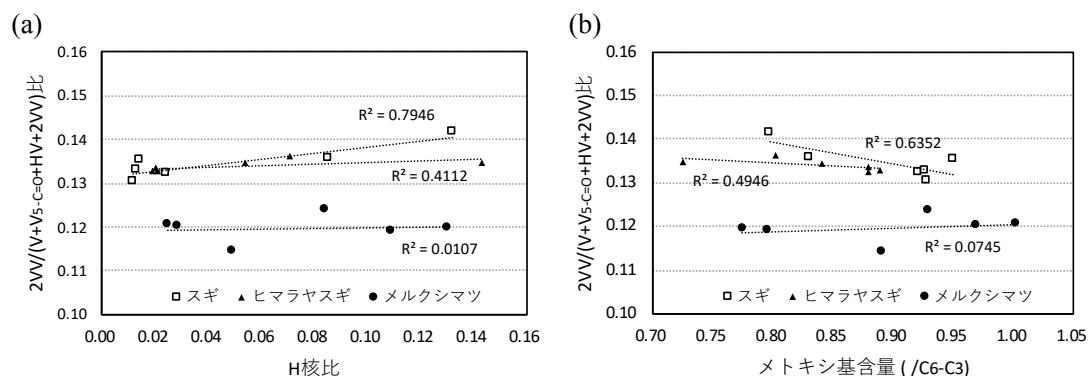 (a)
2VV/(V+V5-C=O+HV+2VV)比
0.16
0.15
0.14
0.13
0.12
0.11
0.10
R² = 0.7946
R² = 0.4112
R² = 0.0107
スギ ヒマラヤスギ メルクシマツ
0.00 0.02 0.04 0.06 0.08 0.10 0.12 0.14 0.16
H核比
(b)
2VV/(V+V5-C=O+HV+2VV)比
0.16
0.15
0.14
0.13
0.12
0.11
0.10
R² = 0.6352
R² = 0.4946
R² = 0.0745
スギ ヒマラヤスギ メルクシマツ
0.70 0.75 0.80 0.85 0.90 0.95 1.00 1.05
メトキシ基含量 ( /C6-C3)